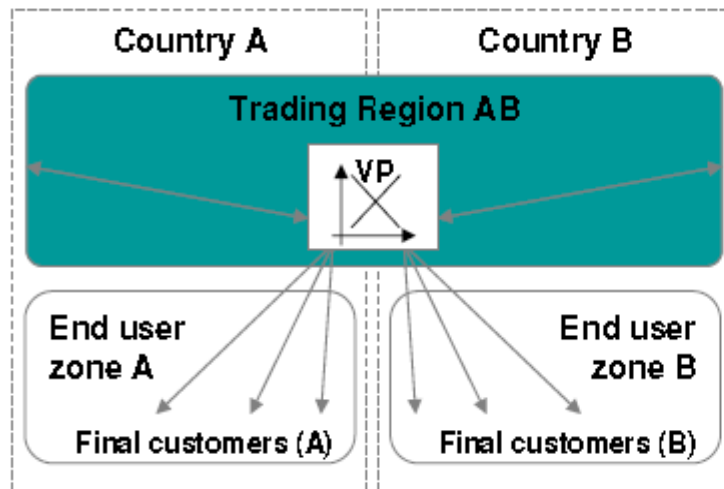 Country A
Country B
Trading Region AB
VP
End user
zone A
End user
zone B
Final customers (A)
Final customers (B)